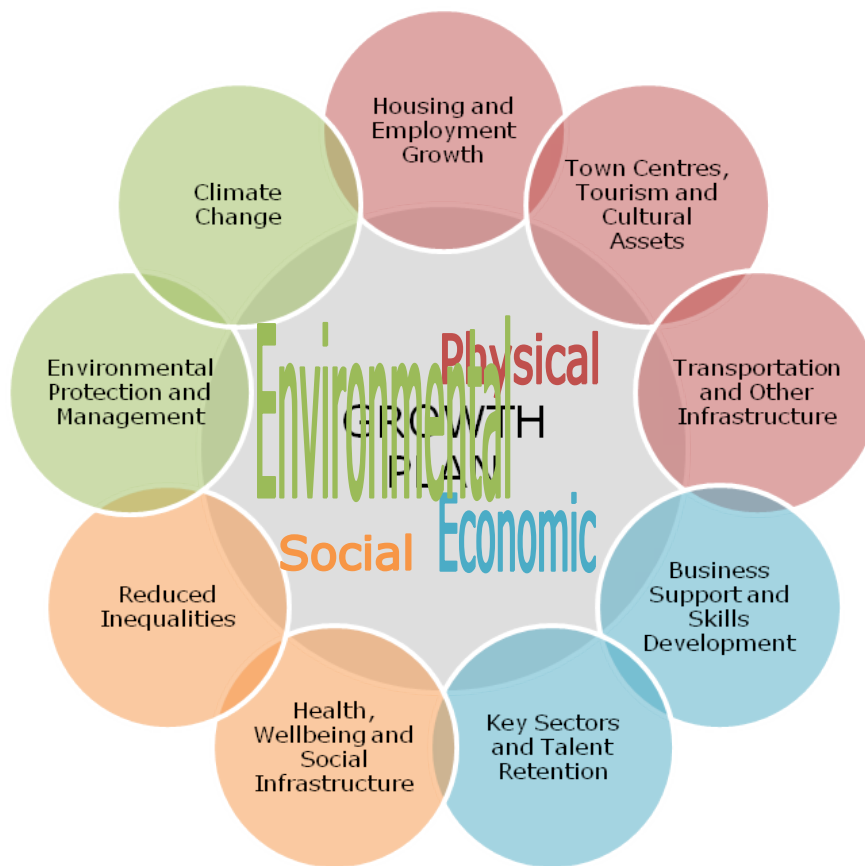 Housing and
Employment
Growth
Town Centres,
Tourism and
Cultural
Assets
Transportation
and Other
Infrastructure
Business
Support and
Skills
Development
Key Sectors
and Talent
Retention
Health,
Wellbeing and
Social
Infrastructure
Reduced
Inequalities
Environmental
Protection and
Management
Climate
Change
Environmental
Physical
GROWTH
PLAN
Social
Economic